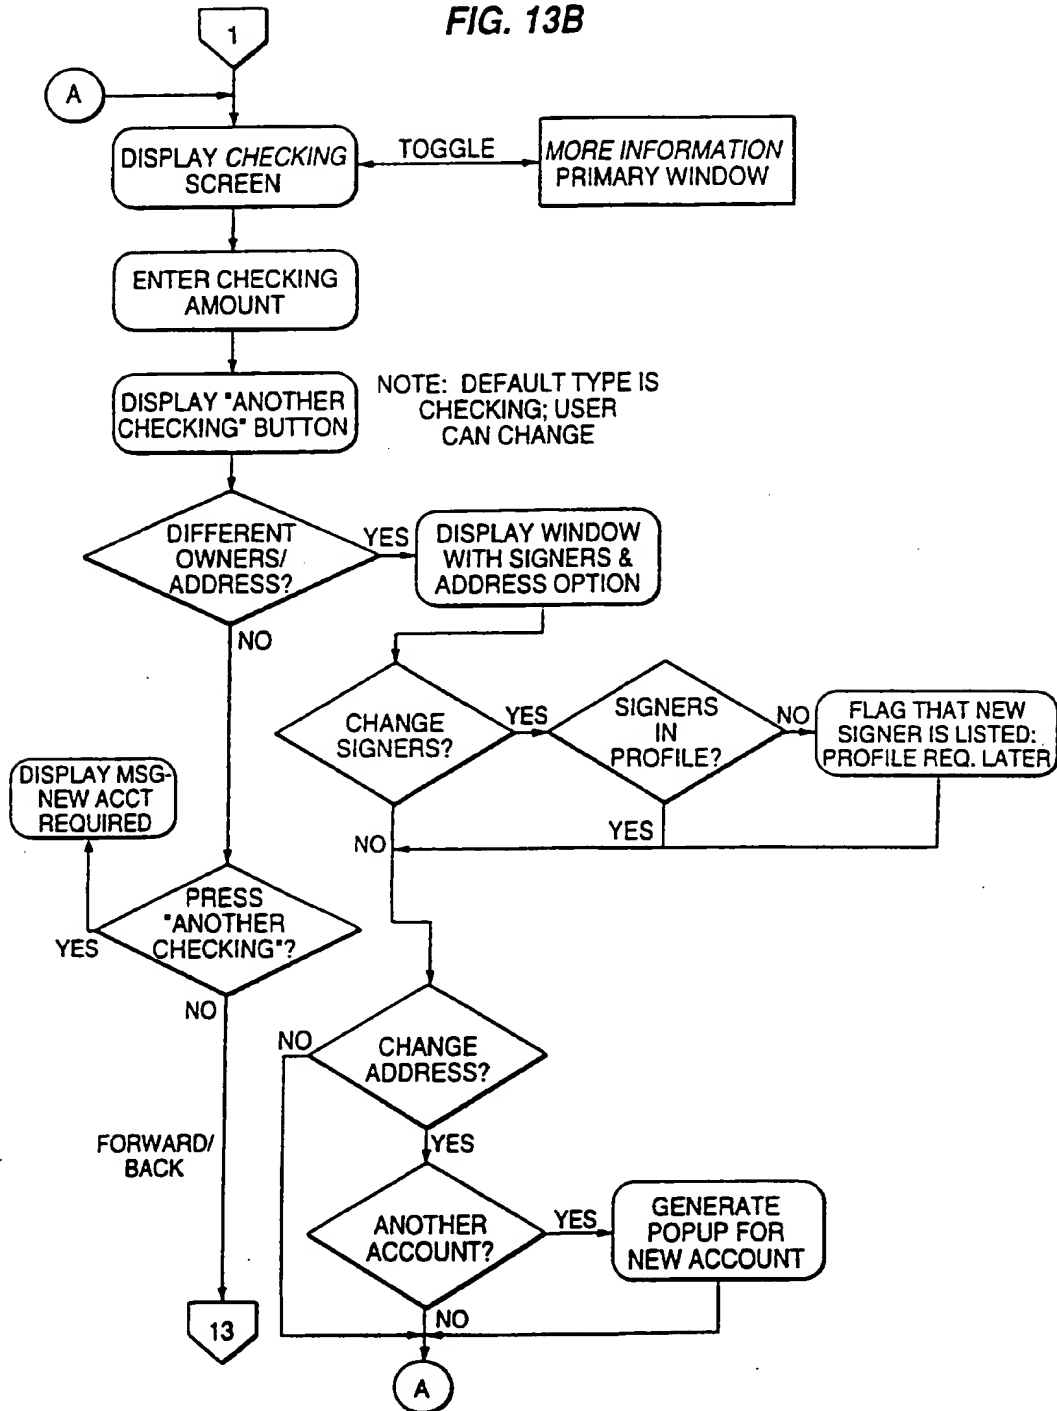 FIG. 13B
1
A
DISPLAY CHECKING
SCREEN
TOGGLE
MORE INFORMATION
PRIMARY WINDOW
ENTER CHECKING
AMOUNT
DISPLAY "ANOTHER
CHECKING" BUTTON
NOTE: DEFAULT TYPE IS
CHECKING; USER
CAN CHANGE
DIFFERENT
OWNERS/
ADDRESS?
YES
DISPLAY WINDOW
WITH SIGNERS &
ADDRESS OPTION
NO
CHANGE
SIGNERS?
YES
SIGNERS
IN
PROFILE?
NO
FLAG THAT NEW
SIGNER IS LISTED:
PROFILE REQ. LATER
DISPLAY MSG-
NEW ACCT
REQUIRED
NO
YES
PRESS
"ANOTHER
CHECKING"?
YES
NO
NO
CHANGE
ADDRESS?
YES
FORWARD/
BACK
ANOTHER
ACCOUNT?
YES
GENERATE
POPUP FOR
NEW ACCOUNT
NO
13
A